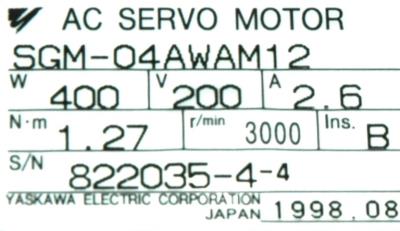 AC SERVO MOTOR
SGM-04AWAM12
W 400 V 200 A 2.6
N·m 1.27 r/min 3000 Ins. B
S/N 822035-4-4
YASKAWA ELECTRIC CORPORATION
JAPAN 1998.08